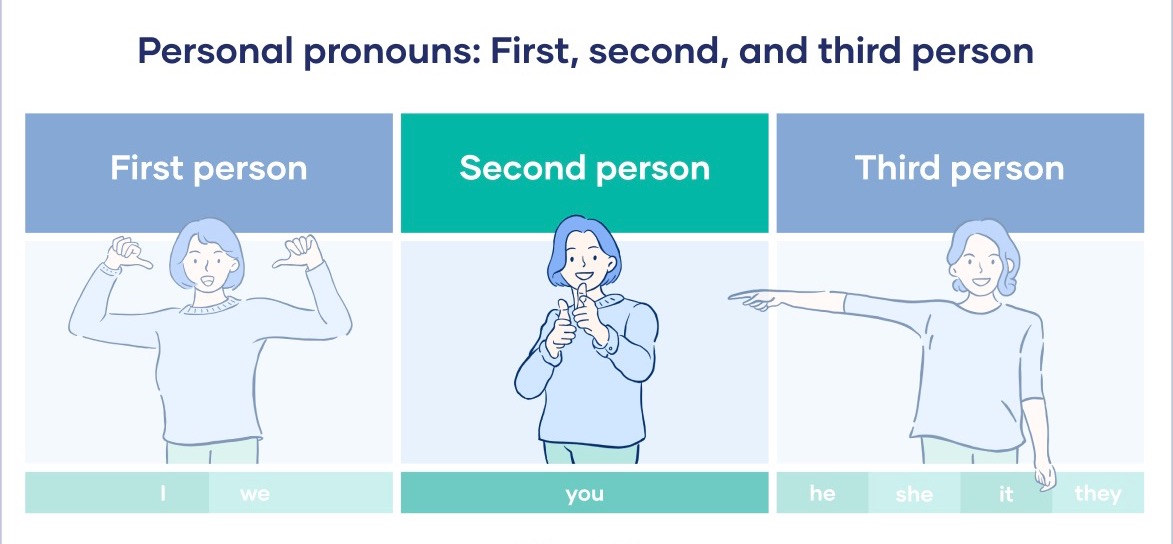 Personal pronouns: First, second, and third person
First person
Second person
Third person
I we
you
he she it they